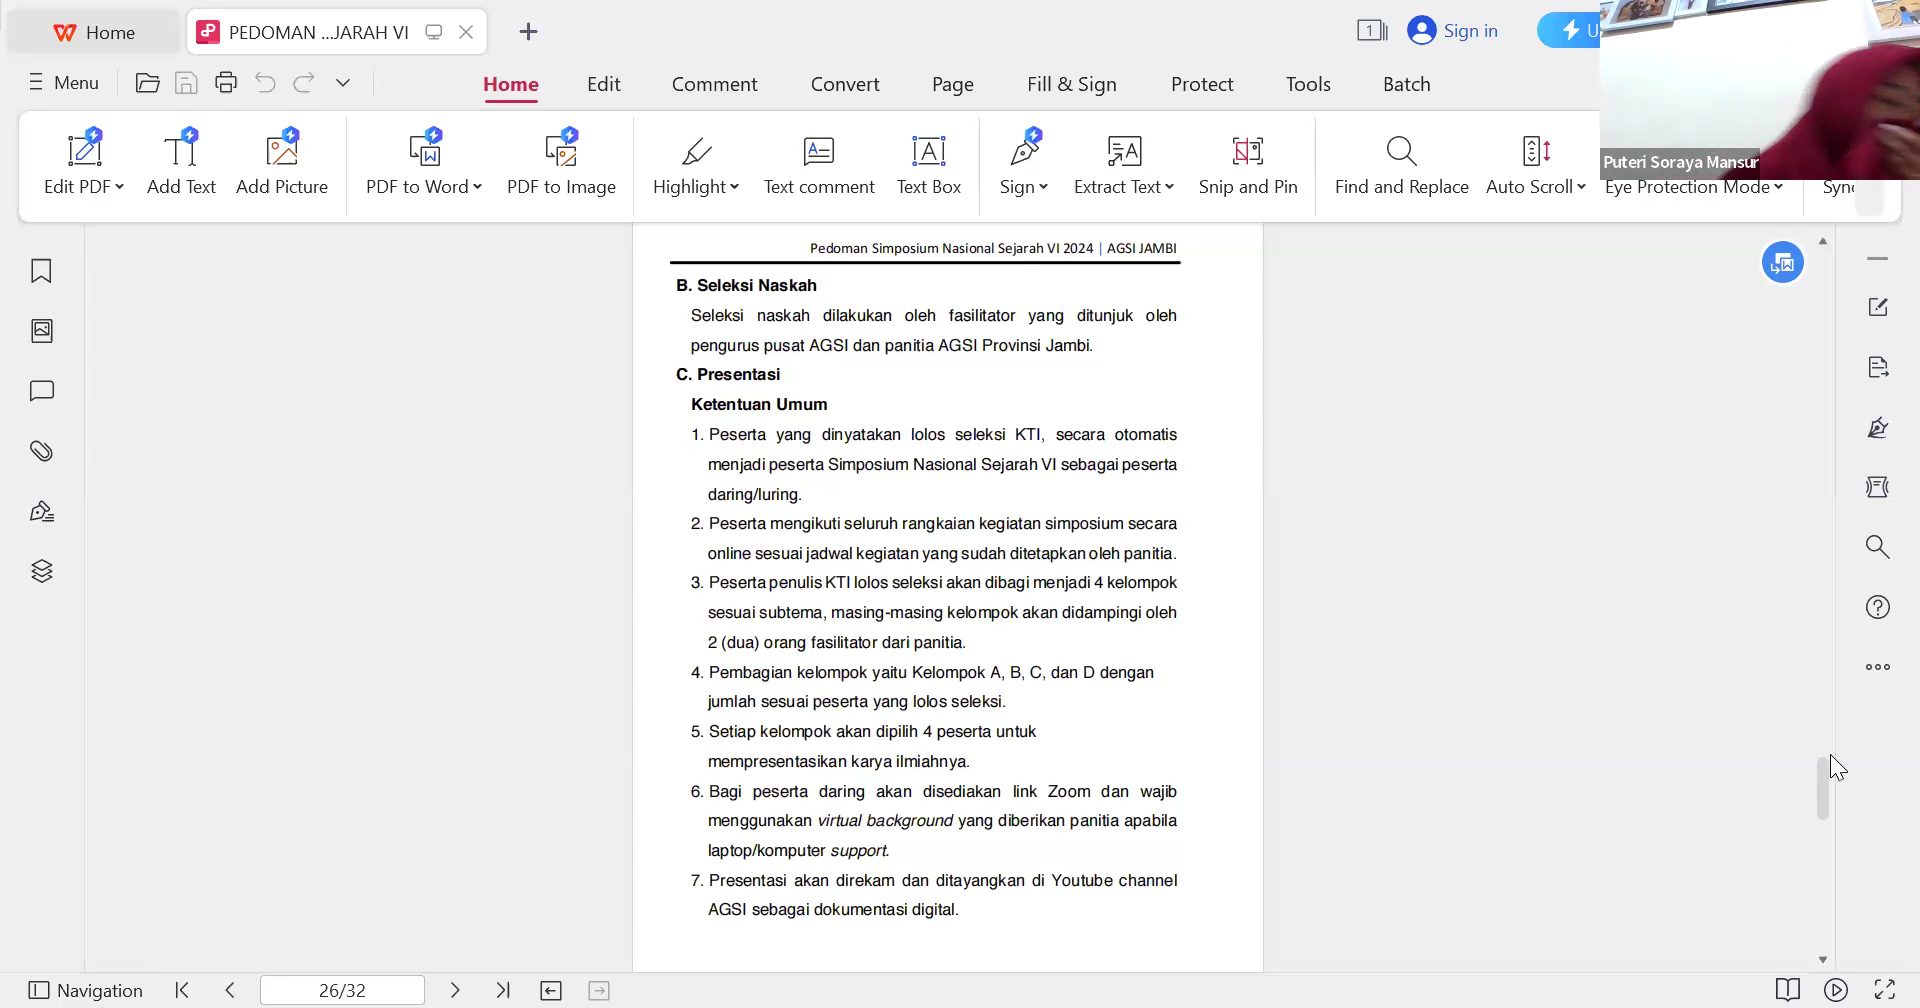 Home
PEDOMAN ...JARAH VI
1
Sign in
U
Menu
Home
Edit
Comment
Convert
Page
Fill & Sign
Protect
Tools
Batch
Puteri Soraya Mansur
Edit PDF
Add Text
Add Picture
PDF to Word
PDF to Image
Highlight
Text comment
Text Box
Sign
Extract Text
Snip and Pin
Find and Replace
Auto Scroll
Eye Protection Mode
Pedoman Simposium Nasional Sejarah VI 2024 | AGSI JAMBI
B. Seleksi Naskah
Seleksi naskah dilakukan oleh fasilitator yang ditunjuk oleh
pengurus pusat AGSI dan panitia AGSI Provinsi Jambi.
C. Presentasi
Ketentuan Umum
1. Peserta yang dinyatakan lolos seleksi KTI, secara otomatis
menjadi peserta Simposium Nasional Sejarah VI sebagai peserta
daring/luring.
2. Peserta mengikuti seluruh rangkaian kegiatan simposium secara
online sesuai jadwal kegiatan yang sudah ditetapkan oleh panitia.
3. Peserta penulis KTI lolos seleksi akan dibagi menjadi 4 kelompok
sesuai subtema, masing-masing kelompok akan didampingi oleh
2 (dua) orang fasilitator dari panitia.
4. Pembagian kelompok yaitu Kelompok A, B, C, dan D dengan
jumlah sesuai peserta yang lolos seleksi.
5. Setiap kelompok akan dipilih 4 peserta untuk
mempresentasikan karya ilmiahnya.
6. Bagi peserta daring akan disediakan link Zoom dan wajib
menggunakan virtual background yang diberikan panitia apabila
laptop/komputer support.
7. Presentasi akan direkam dan ditayangkan di Youtube channel
AGSI sebagai dokumentasi digital.
Navigation
26/32